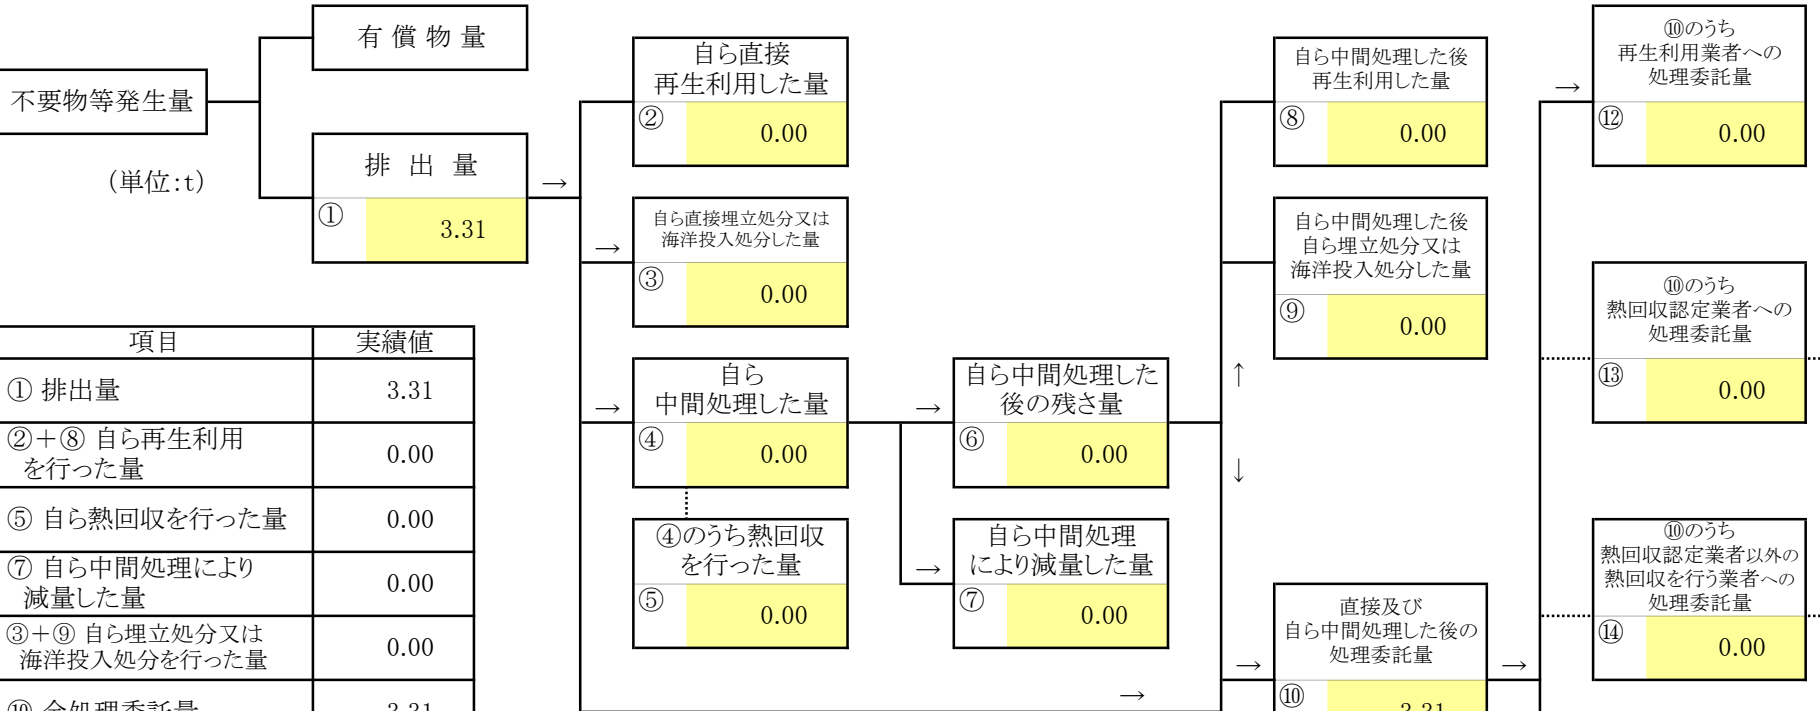 有 償 物 量
不要物等発生量
(単位:t)
排 出 量
①
3.31
→
自ら直接
再生利用した量
②
0.00
→
自ら直接埋立処分又は
海洋投入処分した量
③
0.00
→
自ら
中間処理した量
④
0.00
④のうち熱回収
を行った量
⑤
0.00
→
自ら中間処理した
後の残さ量
⑥
0.00
→
自ら中間処理
により減量した量
⑦
0.00
↑
↓
自ら中間処理した後
再生利用した量
⑧
0.00
自ら中間処理した後
自ら埋立処分又は
海洋投入処分した量
⑨
0.00
→
→
直接及び
自ら中間処理した後の
処理委託量
⑩
3.31
→
→
⑩のうち
再生利用業者への
処理委託量
⑫
0.00
⑩のうち
熱回収認定業者への
処理委託量
⑬
0.00
⑩のうち
熱回収認定業者以外の
熱回収を行う業者への
処理委託量
⑭
0.00
項目 実績値
① 排出量 3.31
②+⑧ 自ら再生利用
を行った量 0.00
⑤ 自ら熱回収を行った量 0.00
⑦ 自ら中間処理により
減量した量 0.00
③+⑨ 自ら埋立処分又は
海洋投入処分を行った量 0.00
⑩ 全処理委託量 3.31